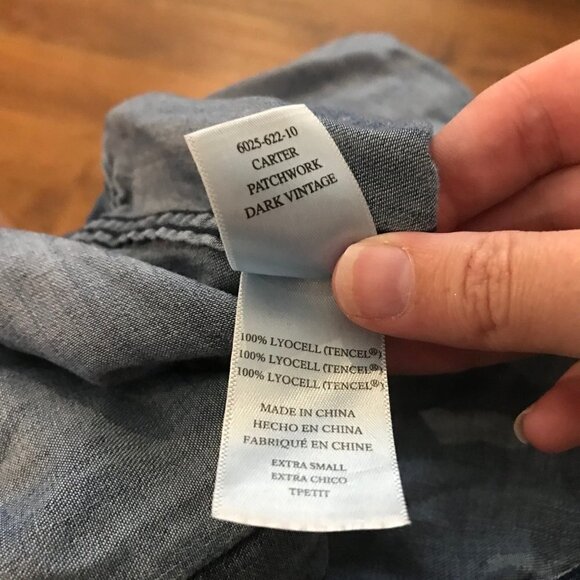 6025-622-10
CARTER
PATCHWORK
DARK VINTAGE
100% LYOCELL (TENCEL®)
100% LYOCELL (TENCEL®)
100% LYOCELL (TENCEL®)
MADE IN CHINA
HECHO EN CHINA
FABRIQUÉ EN CHINE
EXTRA SMALL
EXTRA CHICO
TPETIT